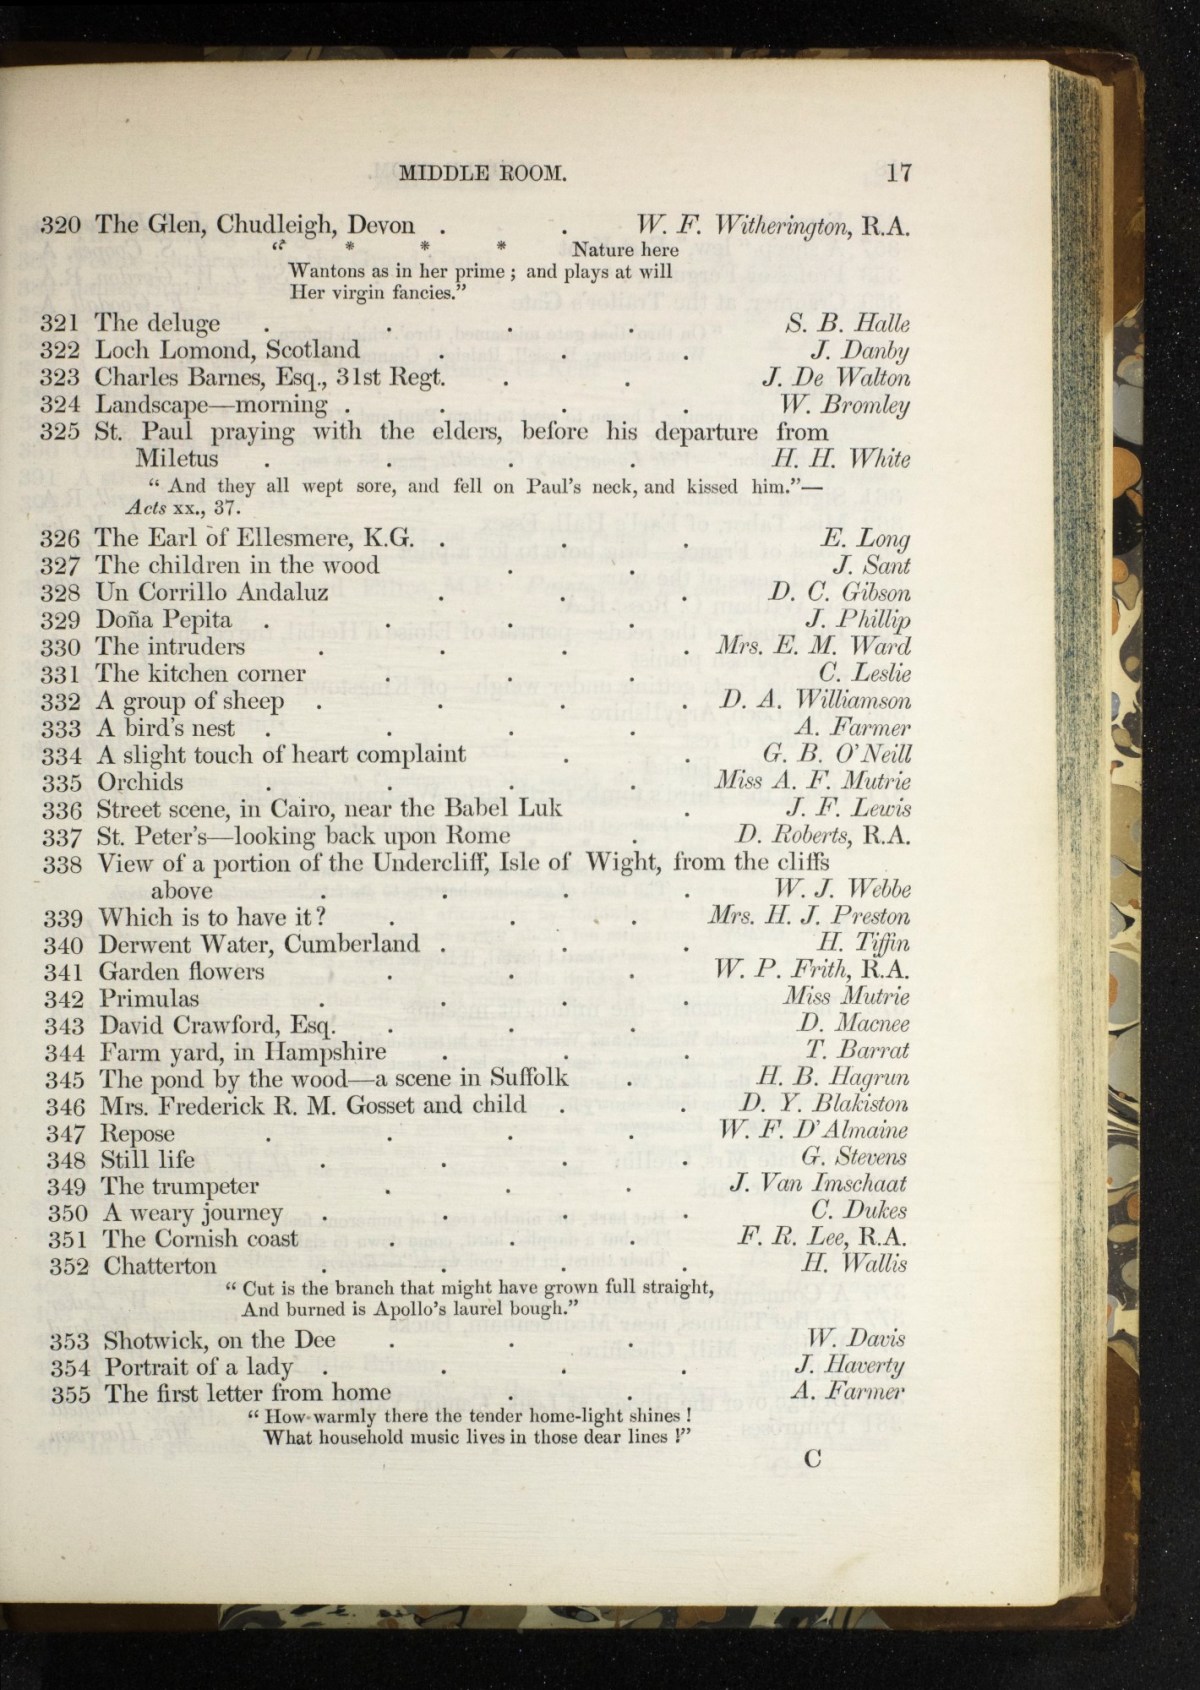 MIDDLE ROOM. 17
320 The Glen, Chudleigh, Devon . . W. F. Witherington, R.A.
“ * * * Nature here
Wantons as in her prime ; and plays at will
Her virgin fancies.”
321 The deluge . . . . S. B. Halle
322 Loch Lomond, Scotland . . . J. Danby
323 Charles Barnes, Esq., 31st Regt. . . J. De Walton
324 Landscape—morning . . . . W. Bromley
325 St. Paul praying with the elders, before his departure from
Miletus . . . . H. H. White
“ And they all wept sore, and fell on Paul's neck, and kissed him.”—
Acts xx., 37.
326 The Earl of Ellesmere, K.G. . . . E. Long
327 The children in the wood . . J. Sant
328 Un Corrillo Andaluz . . . D. C. Gibson
329 Doña Pepita . . . . J. Phillip
330 The intruders . . . . Mrs. E. M. Ward
331 The kitchen corner . . . C. Leslie
332 A group of sheep . . . . D. A. Williamson
333 A bird's nest . . . . A. Farmer
334 A slight touch of heart complaint . . G. B. O'Neill
335 Orchids . . . . Miss A. F. Mutrie
336 Street scene, in Cairo, near the Babel Luk . J. F. Lewis
337 St. Peter's—looking back upon Rome . D. Roberts, R.A.
338 View of a portion of the Undercliff, Isle of Wight, from the cliffs
above . . . . W. J. Webbe
339 Which is to have it? . . . Mrs. H. J. Preston
340 Derwent Water, Cumberland . . . H. Tiffin
341 Garden flowers . . . W. P. Frith, R.A.
342 Primulas . . . . Miss Mutrie
343 David Crawford, Esq. . . . D. Macnee
344 Farm yard, in Hampshire . . . T. Barrat
345 The pond by the wood—a scene in Suffolk . H. B. Hagrun
346 Mrs. Frederick R. M. Gosset and child . . D. Y. Blakiston
347 Repose . . . . W. F. D'Almaine
348 Still life . . . . G. Stevens
349 The trumpeter . . . J. Van Imschaat
350 A weary journey . . . . C. Dukes
351 The Cornish coast . . . F. R. Lee, R.A.
352 Chatterton . . . . H. Wallis
“ Cut is the branch that might have grown full straight,
And burned is Apollo's laurel bough.”
353 Shotwick, on the Dee . . . W. Davis
354 Portrait of a lady . . . . J. Haverty
355 The first letter from home . . A. Farmer
“ How warmly there the tender home-light shines !
What household music lives in those dear lines !”
C